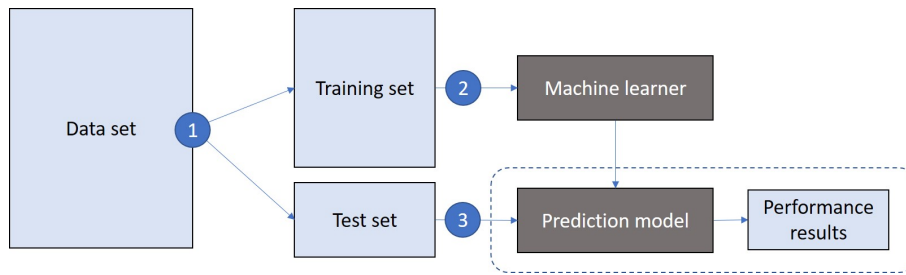 Data set
1
Training set
2
Machine learner
Test set
3
Prediction model
Performance
results